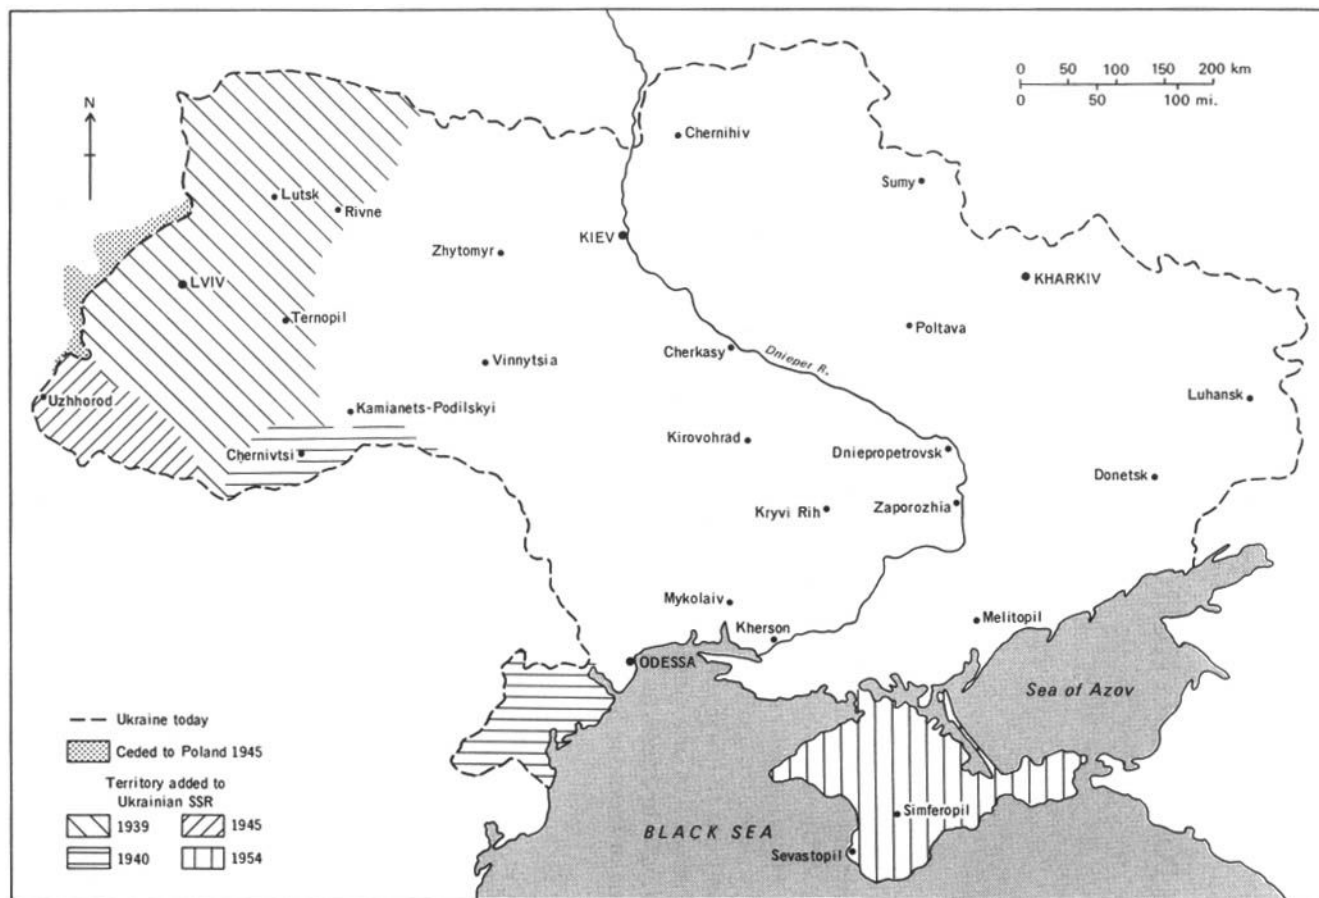 0 50 100 150 200 km
0 50 100 mi.
N
Chernihiv
Sumy
Lutsk
Rivne
KIEV
Zhytomyr
KHARKIV
LVIV
Ternopil
Poltava
Cherkasy
Dnieper R.
Vinnytsia
Uzhhorod
Luhansk
Kamianets-Podilskyi
Kirovohrad
Chernivtsi
Dniepropetrovsk
Donetsk
Kryvi Rih
Zaporozhia
Mykolaiv
Kherson
Melitopil
ODESSA
Sea of Azov
Ukraine today
Ceded to Poland 1945
Territory added to
Ukrainian SSR
1939 1945
1940 1954
Simferopil
BLACK SEA
Sevastopil